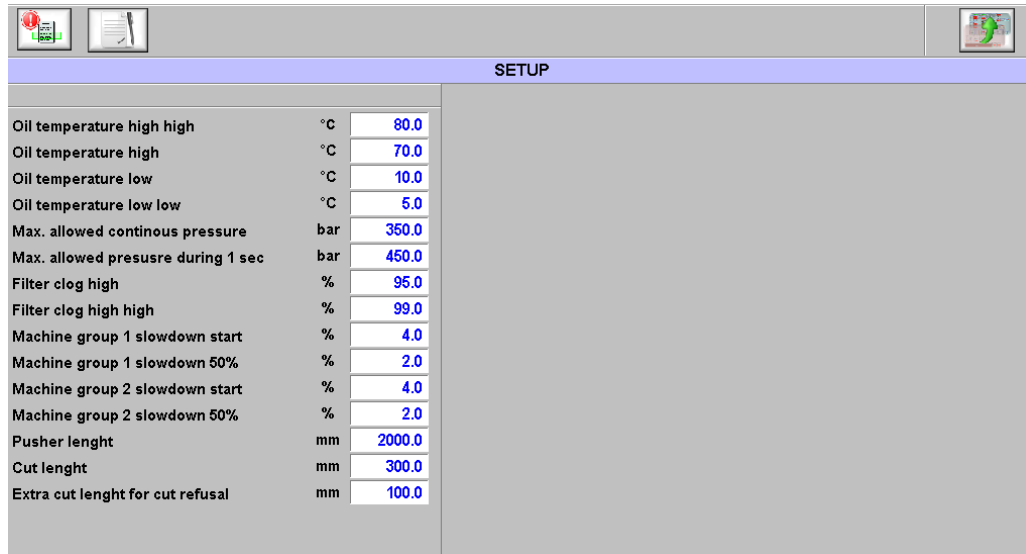 SETUP
Oil temperature high high °C 80.0
Oil temperature high °C 70.0
Oil temperature low °C 10.0
Oil temperature low low °C 5.0
Max. allowed continous pressure bar 350.0
Max. allowed presusre during 1 sec bar 450.0
Filter clog high % 95.0
Filter clog high high % 99.0
Machine group 1 slowdown start % 4.0
Machine group 1 slowdown 50% % 2.0
Machine group 2 slowdown start % 4.0
Machine group 2 slowdown 50% % 2.0
Pusher lenght mm 2000.0
Cut lenght mm 300.0
Extra cut lenght for cut refusal mm 100.0